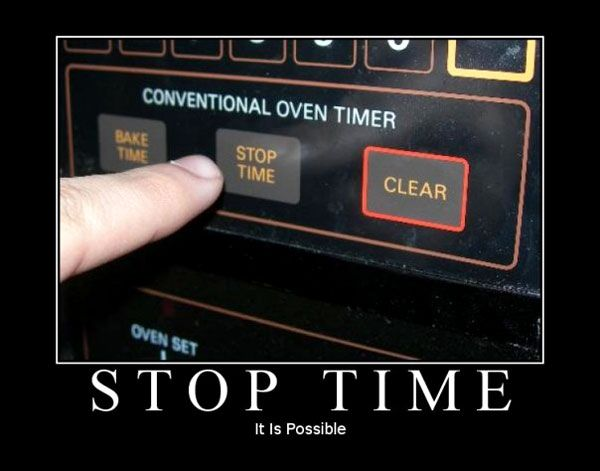 CONVENTIONAL OVEN TIMER
BAKE
TIME
STOP
TIME
CLEAR
OVEN SET
STOP TIME
It Is Possible